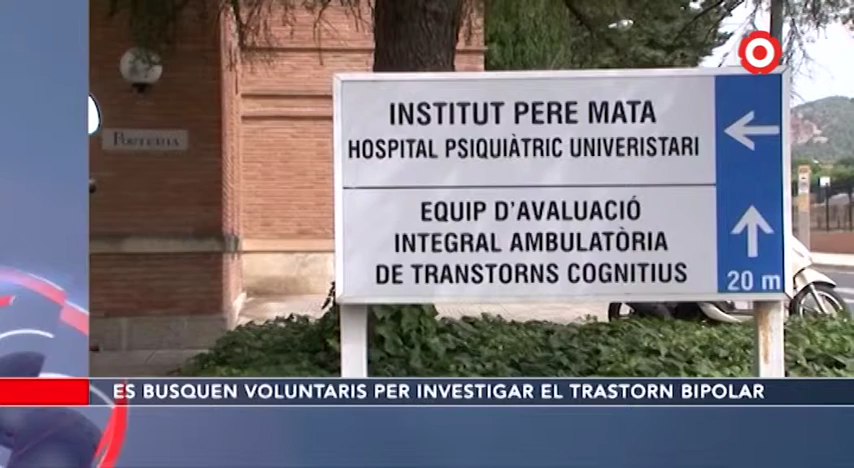 Porteria
INSTITUT PERE MATA
HOSPITAL PSIQUIÀTRIC UNIVERSITARI
EQUIP D'AVALUACIÓ
INTEGRAL AMBULATÒRIA
DE TRANSTORNS COGNITIUS
20 m
ES BUSQUEN VOLUNTARIS PER INVESTIGAR EL TRASTORN BIPOLAR